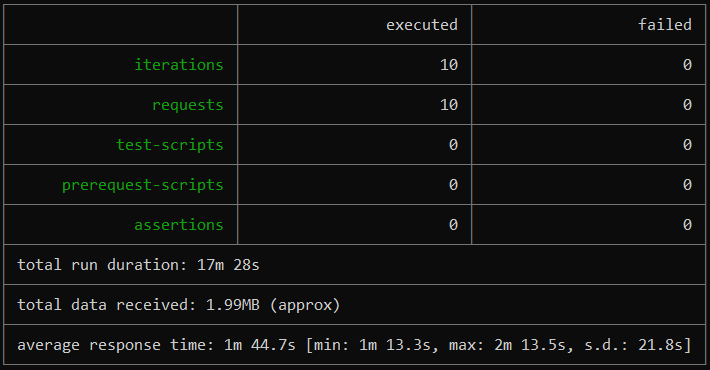 executed failed
iterations 10 0
requests 10 0
test-scripts 0 0
prerequest-scripts 0 0
assertions 0 0
total run duration: 17m 28s
total data received: 1.99MB (approx)
average response time: 1m 44.7s [min: 1m 13.3s, max: 2m 13.5s, s.d.: 21.8s]